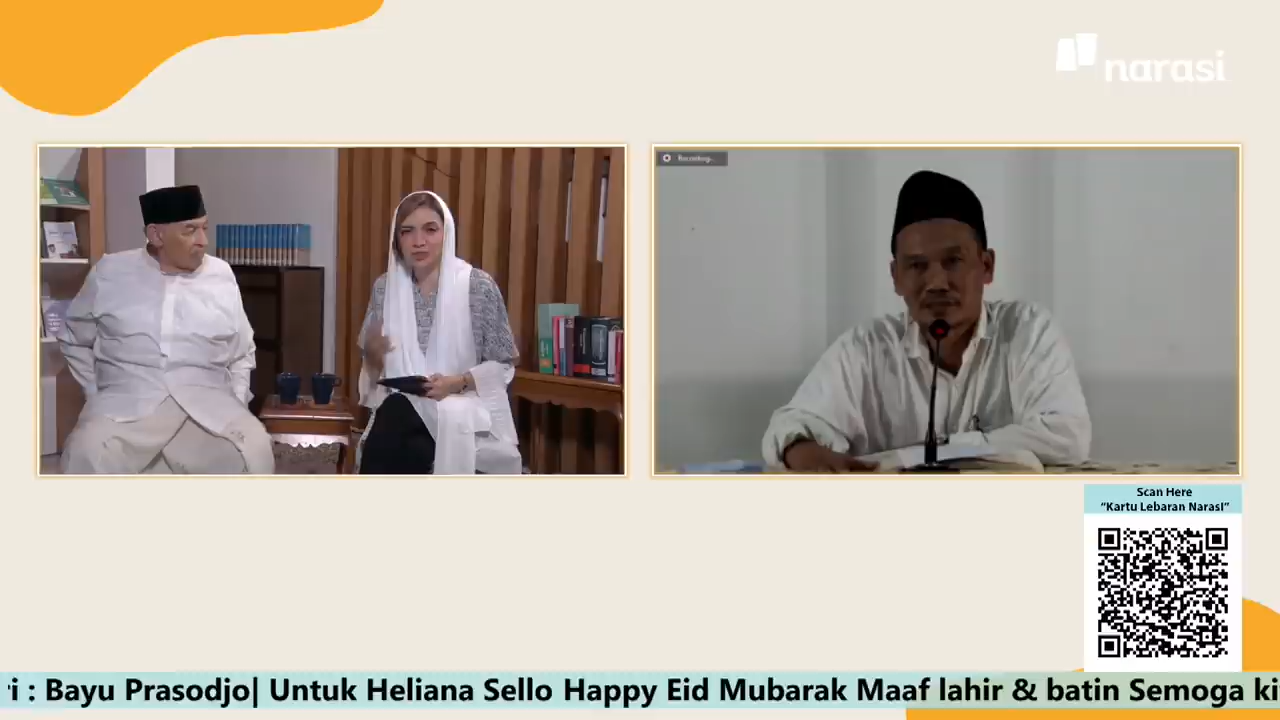 narasi
Recording...
Scan Here
“Kartu Lebaran Narasi”
i : Bayu Prasodjo| Untuk Heliana Sello Happy Eid Mubarak Maaf lahir & batin Semoga ki